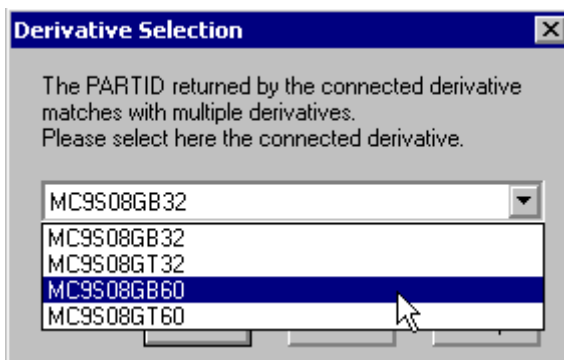 Derivative Selection
The PARTID returned by the connected derivative
matches with multiple derivatives.
Please select here the connected derivative.
MC9S08GB32
MC9S08GB32
MC9S08GT32
MC9S08GB60
MC9S08GT60